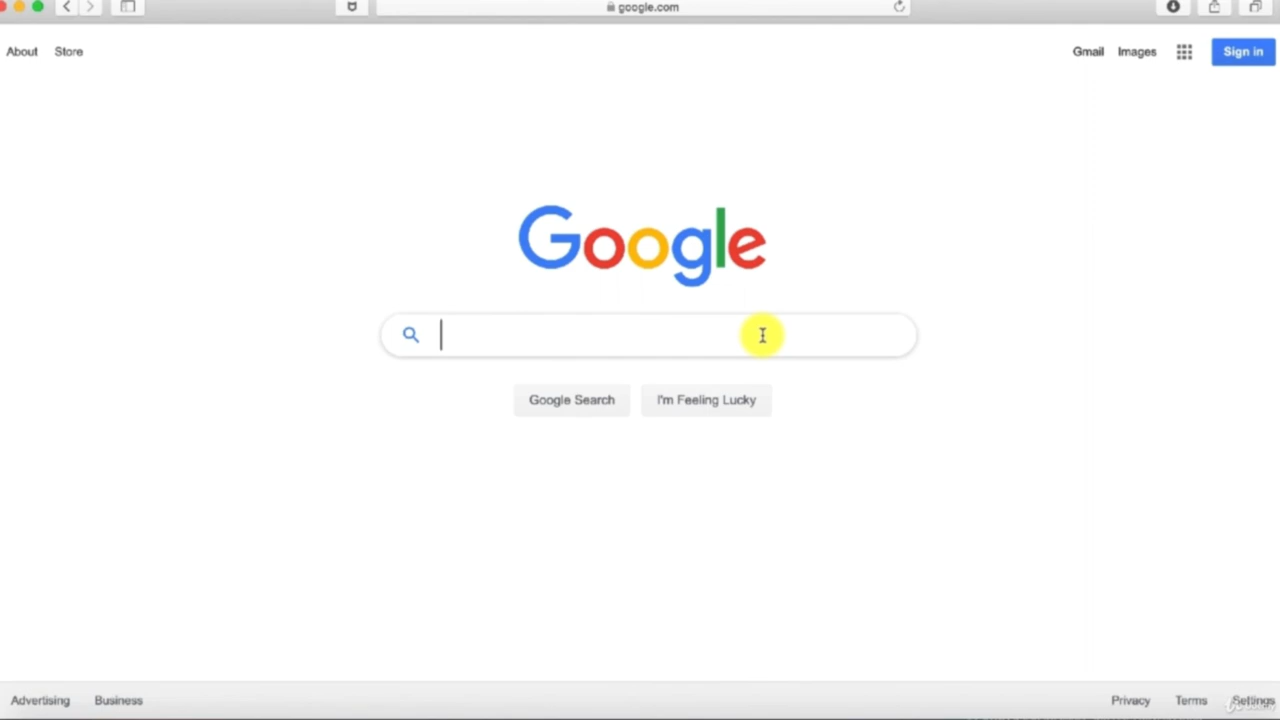 google.com
About Store
Gmail Images Sign in
Google
Google Search I'm Feeling Lucky
Advertising Business
Privacy Terms Settings